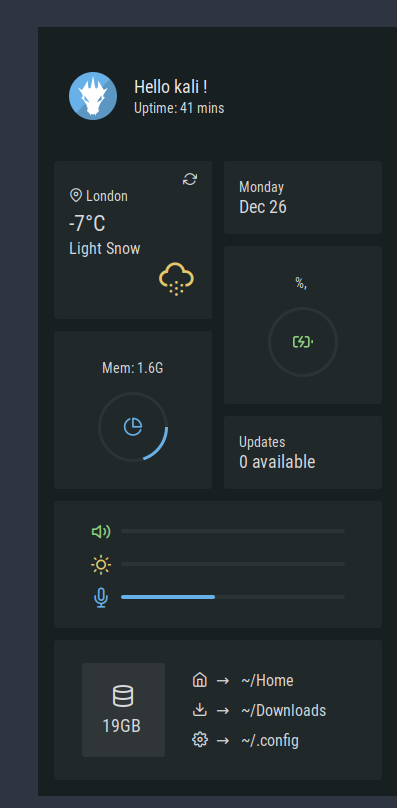 Hello kali !
Uptime: 41 mins
London
-7°C
Light Snow
Monday
Dec 26
%,
Mem: 1.6G
Updates
0 available
19GB
→ ~/Home
→ ~/Downloads
→ ~/.config